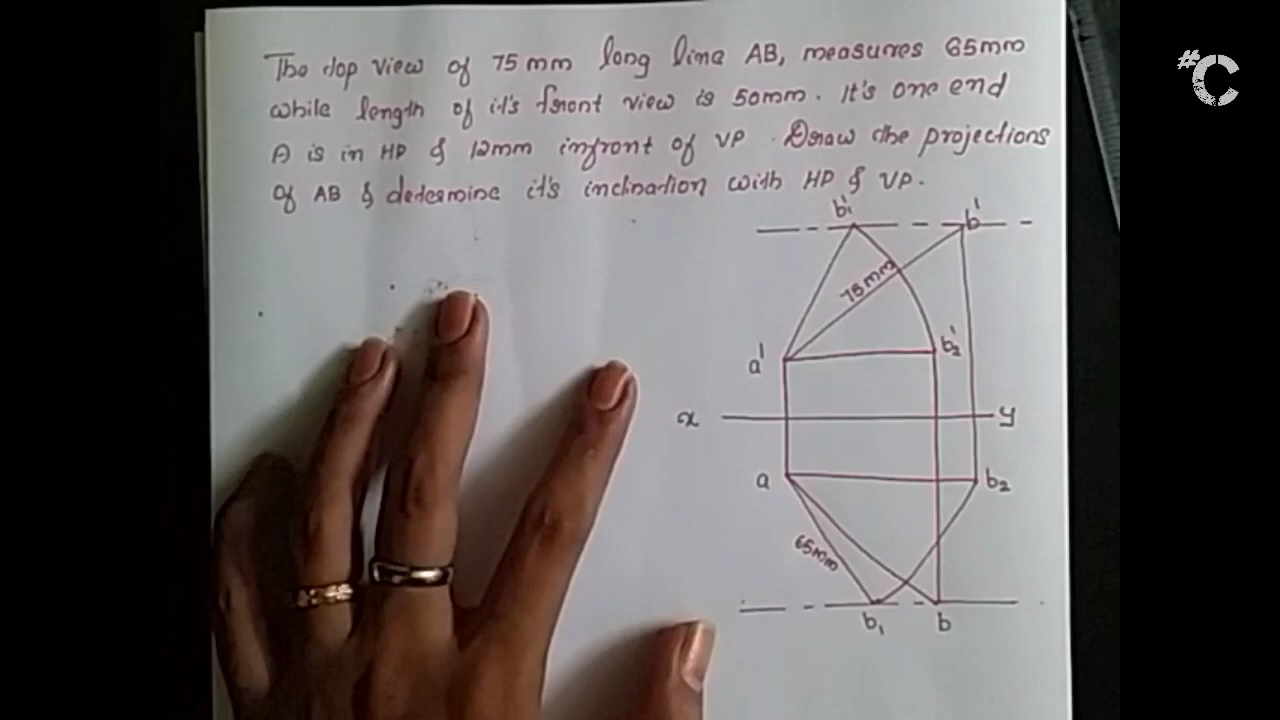 The top view of 75 mm long line AB, measures 65mm
while length of it's front view is 50mm. It's one end
A is in HP & 12mm infront of VP. Draw the projections
of AB & determine it's inclination with HP & VP.
#C
b1' b'
75mm
a' b2'
x y
a b2
65mm
b1 b